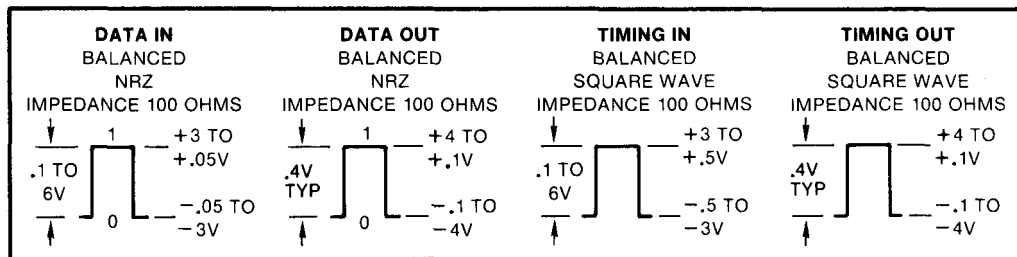 DATA IN
BALANCED
NRZ
IMPEDANCE 100 OHMS
.1 TO
6V
1
0
+3 TO
+.05V
-.05 TO
-3V
DATA OUT
BALANCED
NRZ
IMPEDANCE 100 OHMS
.4V
TYP
1
0
+4 TO
+.1V
-.1 TO
-4V
TIMING IN
BALANCED
SQUARE WAVE
IMPEDANCE 100 OHMS
.1 TO
6V
+3 TO
+.5V
-.5 TO
-3V
TIMING OUT
BALANCED
SQUARE WAVE
IMPEDANCE 100 OHMS
.4V
TYP
+4 TO
+.1V
-.1 TO
-4V